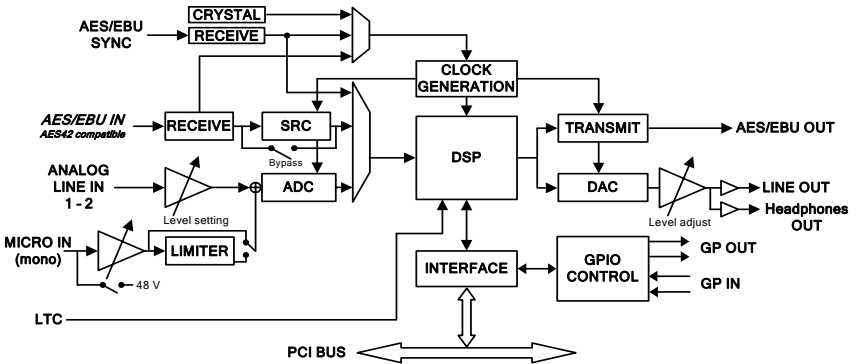 CRYSTAL
AES/EBU
SYNC
RECEIVE
CLOCK
GENERATION
AES/EBU IN
AES42 compatible
RECEIVE
SRC
Bypass
DSP
TRANSMIT
AES/EBU OUT
ANALOG
LINE IN
1 - 2
Level setting
ADC
DAC
Level adjust
LINE OUT
Headphones
OUT
MICRO IN
(mono)
LIMITER
48 V
INTERFACE
GPIO
CONTROL
GP OUT
GP IN
LTC
PCI BUS